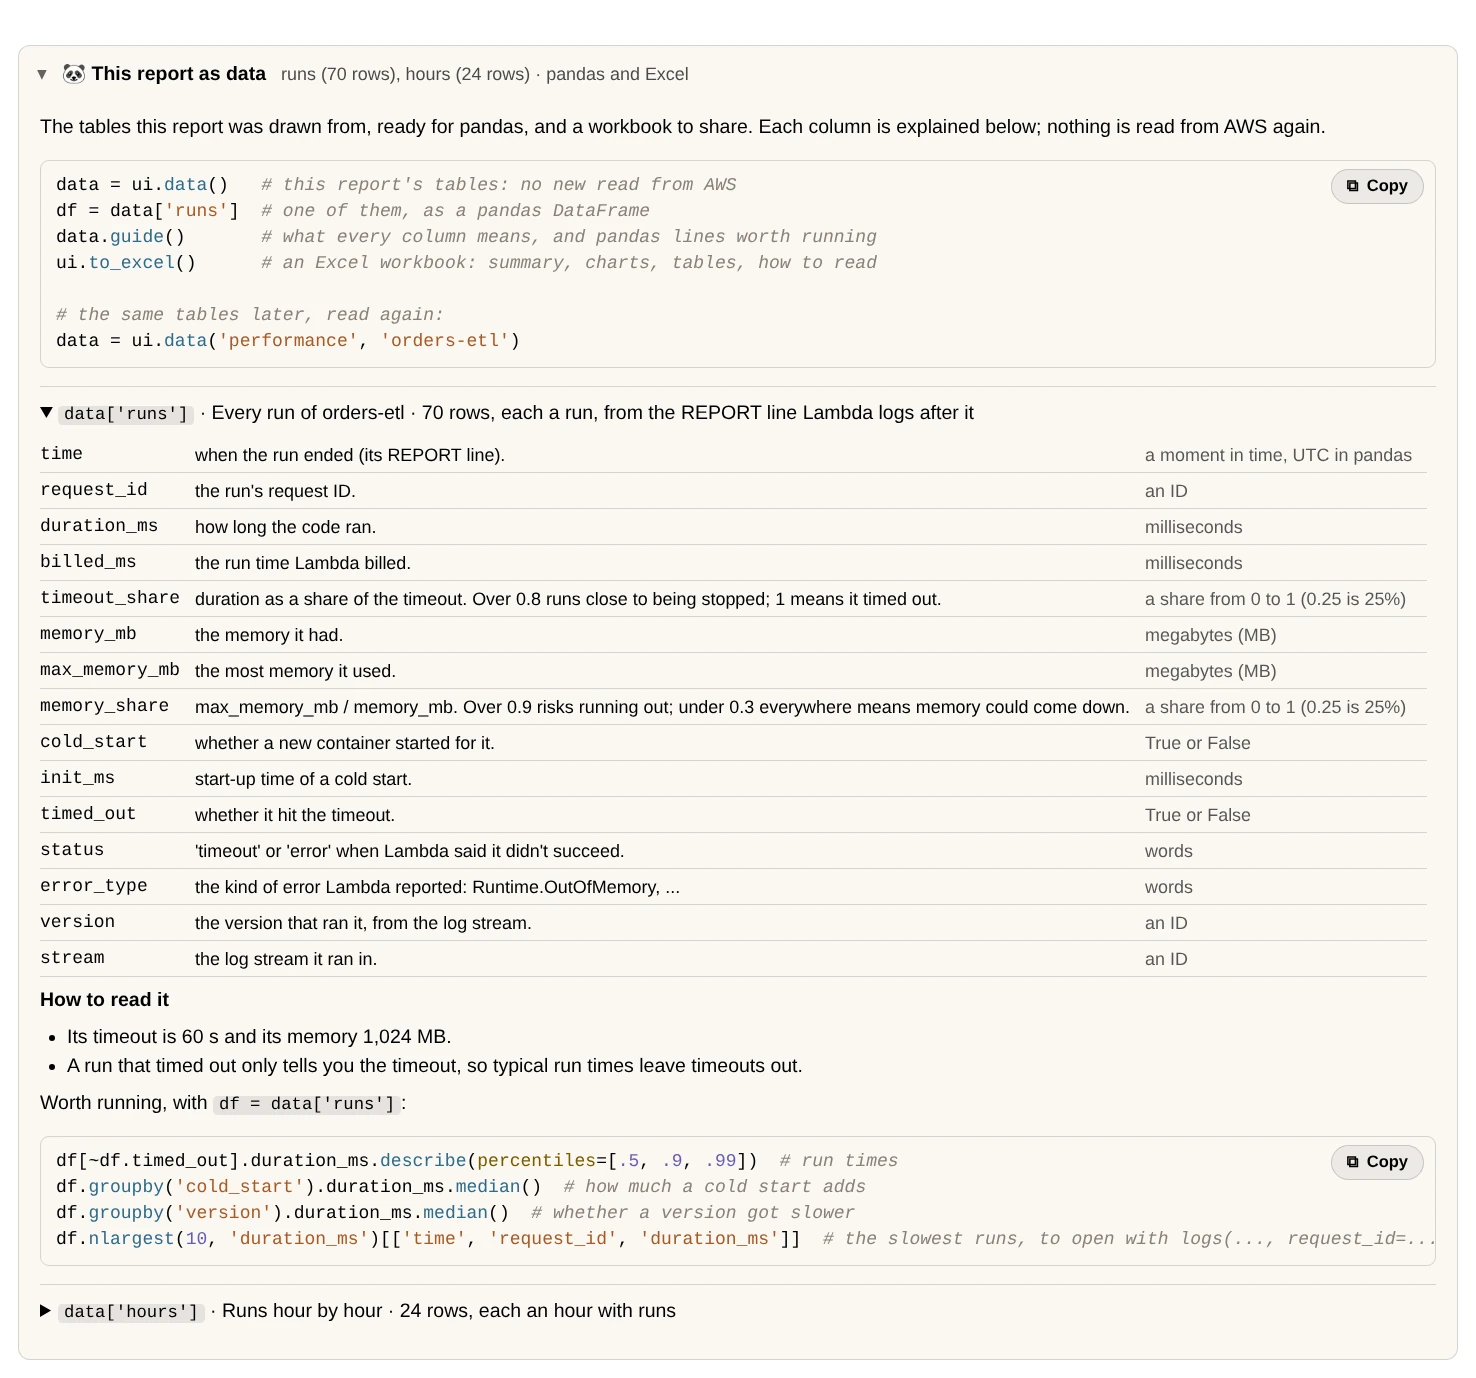 ▼ 🐼 This report as data runs (70 rows), hours (24 rows) · pandas and Excel
The tables this report was drawn from, ready for pandas, and a workbook to share. Each column is explained below; nothing is read from AWS again.
data = ui.data()   # this report's tables: no new read from AWS
⧉ Copy
df = data['runs']  # one of them, as a pandas DataFrame
data.guide()       # what every column means, and pandas lines worth running
ui.to_excel()      # an Excel workbook: summary, charts, tables, how to read
# the same tables later, read again:
data = ui.data('performance', 'orders-etl')
▼ data['runs'] · Every run of orders-etl · 70 rows, each a run, from the REPORT line Lambda logs after it
time when the run ended (its REPORT line). a moment in time, UTC in pandas
request_id the run's request ID. an ID
duration_ms how long the code ran. milliseconds
billed_ms the run time Lambda billed. milliseconds
timeout_share duration as a share of the timeout. Over 0.8 runs close to being stopped; 1 means it timed out. a share from 0 to 1 (0.25 is 25%)
memory_mb the memory it had. megabytes (MB)
max_memory_mb the most memory it used. megabytes (MB)
memory_share max_memory_mb / memory_mb. Over 0.9 risks running out; under 0.3 everywhere means memory could come down. a share from 0 to 1 (0.25 is 25%)
cold_start whether a new container started for it. True or False
init_ms start-up time of a cold start. milliseconds
timed_out whether it hit the timeout. True or False
status 'timeout' or 'error' when Lambda said it didn't succeed. words
error_type the kind of error Lambda reported: Runtime.OutOfMemory, ... words
version the version that ran it, from the log stream. an ID
stream the log stream it ran in. an ID
How to read it
• Its timeout is 60 s and its memory 1,024 MB.
• A run that timed out only tells you the timeout, so typical run times leave timeouts out.
Worth running, with df = data['runs']:
df[~df.timed_out].duration_ms.describe(percentiles=[.5, .9, .99])  # run times
⧉ Copy
df.groupby('cold_start').duration_ms.median()  # how much a cold start adds
df.groupby('version').duration_ms.median()  # whether a version got slower
df.nlargest(10, 'duration_ms')[['time', 'request_id', 'duration_ms']]  # the slowest runs, to open with logs(..., request_id=...
▶ data['hours'] · Runs hour by hour · 24 rows, each an hour with runs